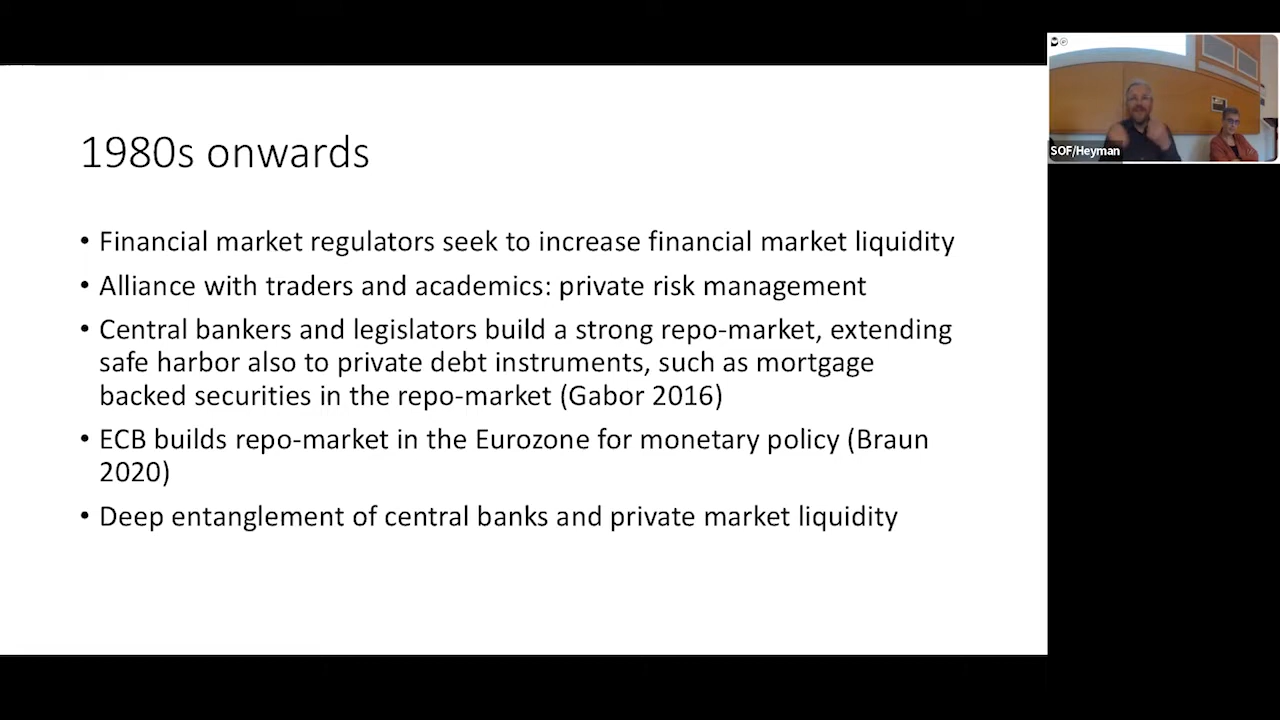 1980s onwards
• Financial market regulators seek to increase financial market liquidity
• Alliance with traders and academics: private risk management
• Central bankers and legislators build a strong repo-market, extending
safe harbor also to private debt instruments, such as mortgage
backed securities in the repo-market (Gabor 2016)
• ECB builds repo-market in the Eurozone for monetary policy (Braun
2020)
• Deep entanglement of central banks and private market liquidity
SOF/Heyman